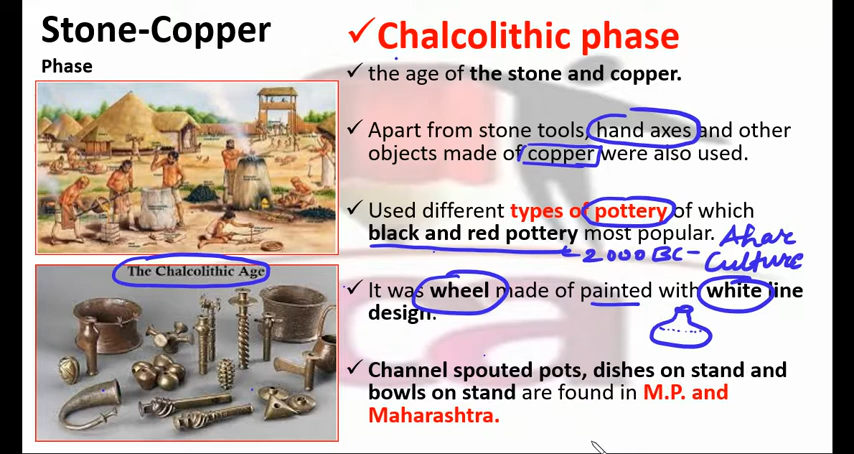 Stone-Copper
Phase
The Chalcolithic Age
✓Chalcolithic phase
✓ the age of the stone and copper.
✓ Apart from stone tools, hand axes and other
objects made of copper were also used.
✓ Used different types of pottery of which
black and red pottery most popular.
2000 BC - Ahar
Culture
✓ It was wheel made of painted with white line
design.
✓ Channel spouted pots, dishes on stand and
bowls on stand are found in M.P. and
Maharashtra.